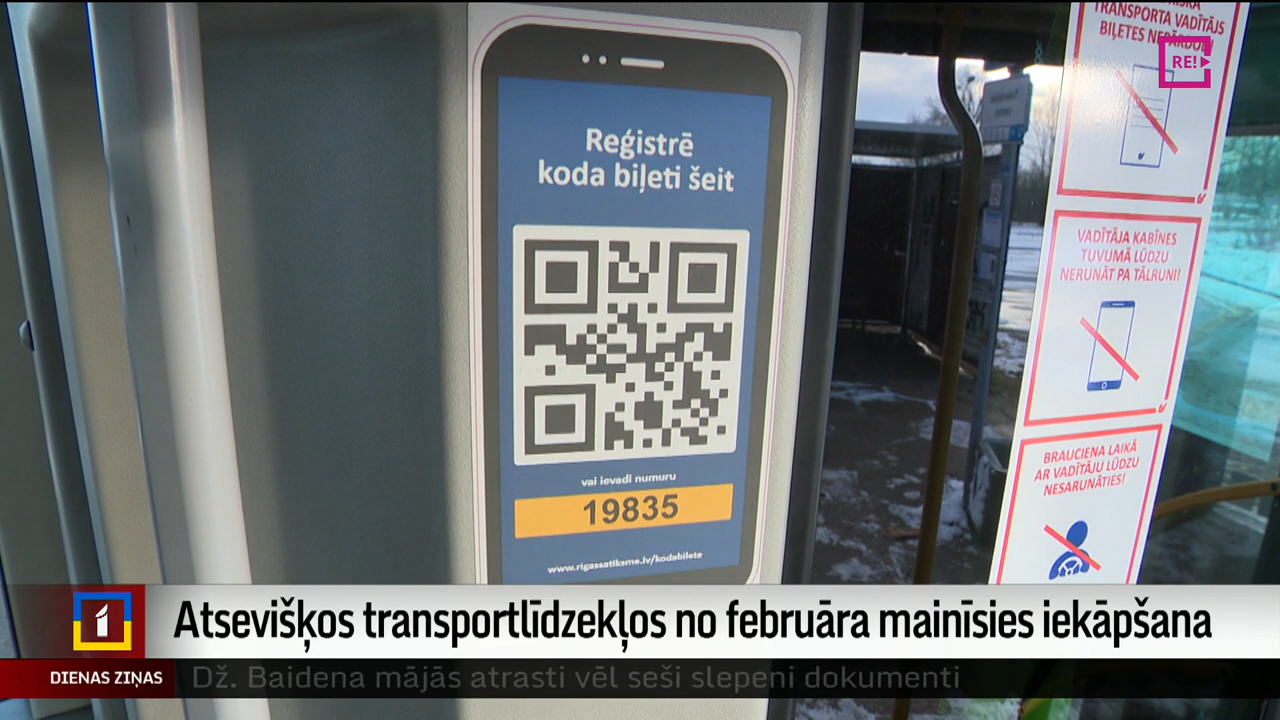 Reģistrē
koda biļeti šeit
vai ievadi numuru
19835
www.rigassatiksme.lv/kodabilete
TRANSPORTA VADĪTĀJS
BIĻETES
RE!
VADĪTĀJA KABĪNES
TUVUMĀ LŪDZU
NERUNĀT PA TĀLRUNI!
BRAUCIENA LAIKĀ
AR VADĪTĀJU LŪDZU
NESARUNĀTIES!
1
Atsevišķos transportlīdzekļos no februāra mainīsies iekāpšana
DIENAS ZIŅAS
Dž. Baidena mājās atrasti vēl seši slepeni dokumenti